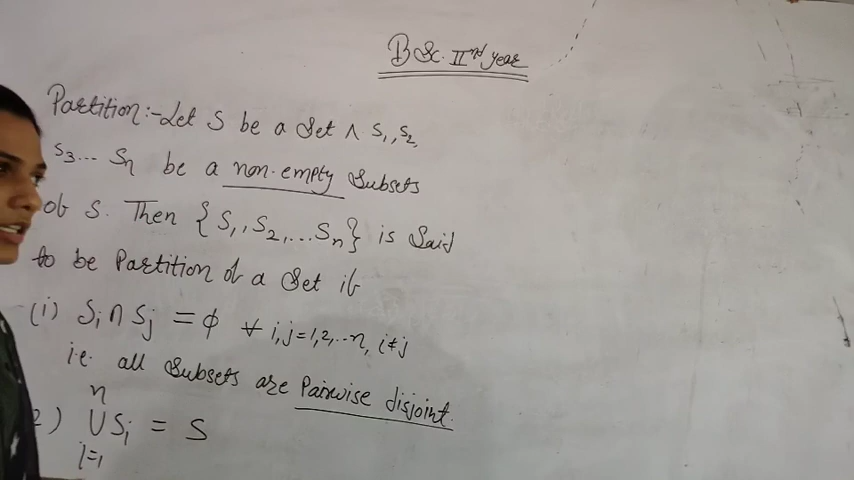 B Sc. IInd year
Partition:- Let S be a Set ∧ S1, S2,
S3... Sn be a non-empty Subsets
of S. Then {S1, S2,...Sn} is Said
to be Partition of a Set if
(i) Si ∩ Sj = ϕ ∀ i,j=1,2,..n, i≠j
i.e. all Subsets are Pairwise disjoint.
2) n∪i=1 Si = S